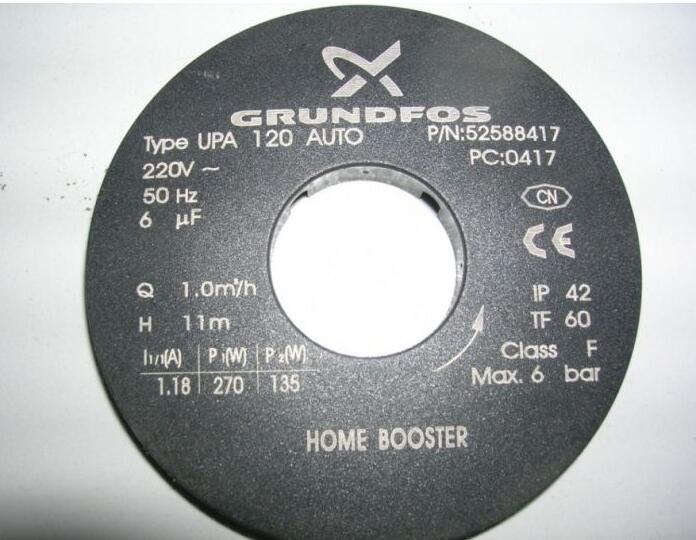 GRUNDFOS
Type UPA 120 AUTO P/N:52588417
PC:0417
220V ~
50 Hz
6 µF
CN
CE
Q 1.0m³/h
H 11m
IP 42
TF 60
Class F
Max. 6 bar
I1/1(A) P1(W) P2(W)
1.18 270 135
HOME BOOSTER